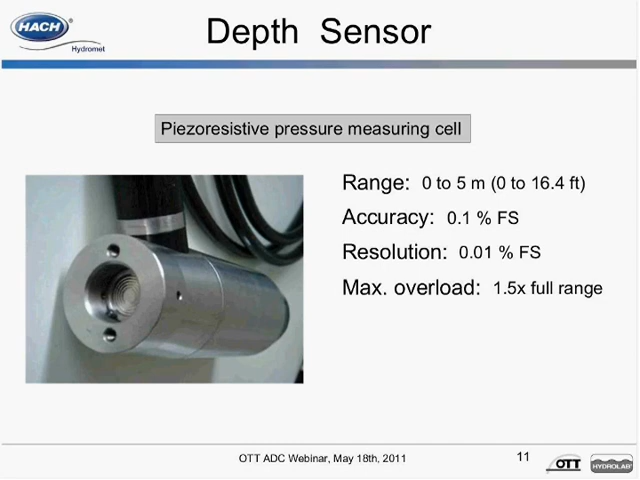 HACH®
Hydromet
Depth Sensor
Piezoresistive pressure measuring cell
Range: 0 to 5 m (0 to 16.4 ft)
Accuracy: 0.1 % FS
Resolution: 0.01 % FS
Max. overload: 1.5x full range
OTT ADC Webinar, May 18th, 2011
11
OTT
HYDROLAB